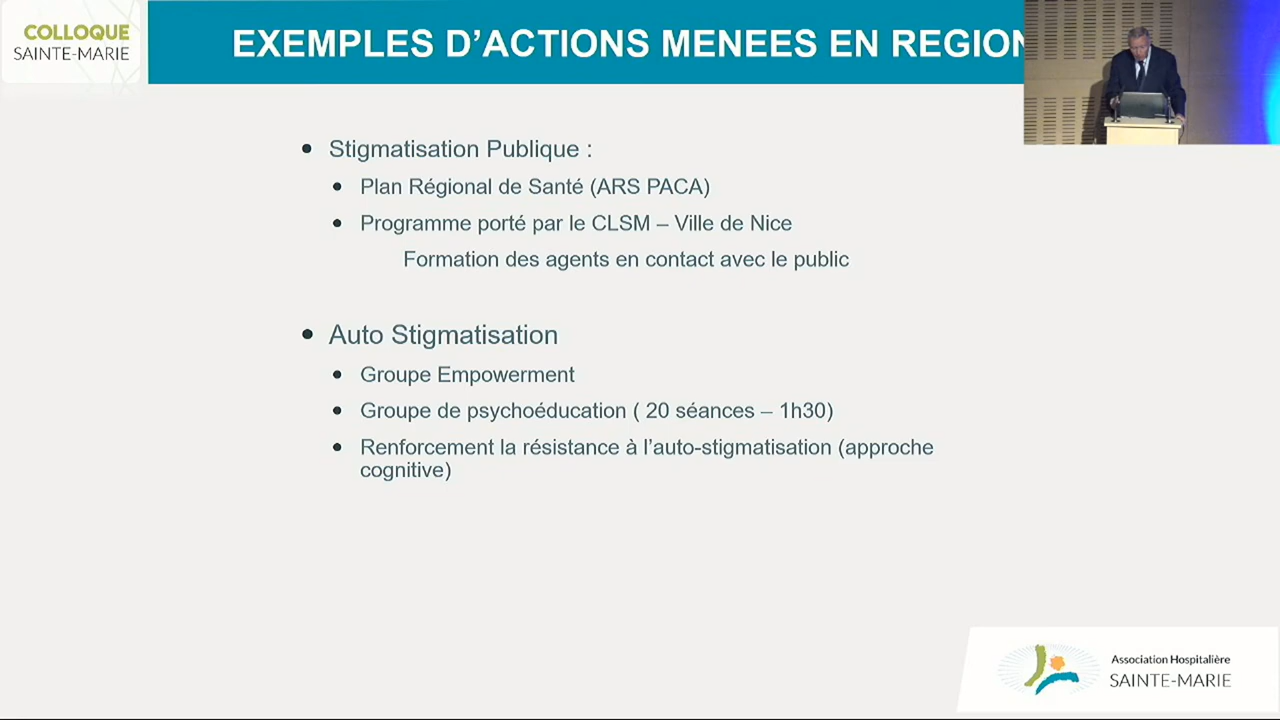 COLLOQUE
SAINTE-MARIE
EXEMPLES D'ACTIONS MENEES EN REGION
• Stigmatisation Publique :
• Plan Régional de Santé (ARS PACA)
• Programme porté par le CLSM – Ville de Nice
Formation des agents en contact avec le public
• Auto Stigmatisation
• Groupe Empowerment
• Groupe de psychoéducation ( 20 séances – 1h30)
• Renforcement la résistance à l'auto-stigmatisation (approche
cognitive)
Association Hospitalière
SAINTE-MARIE